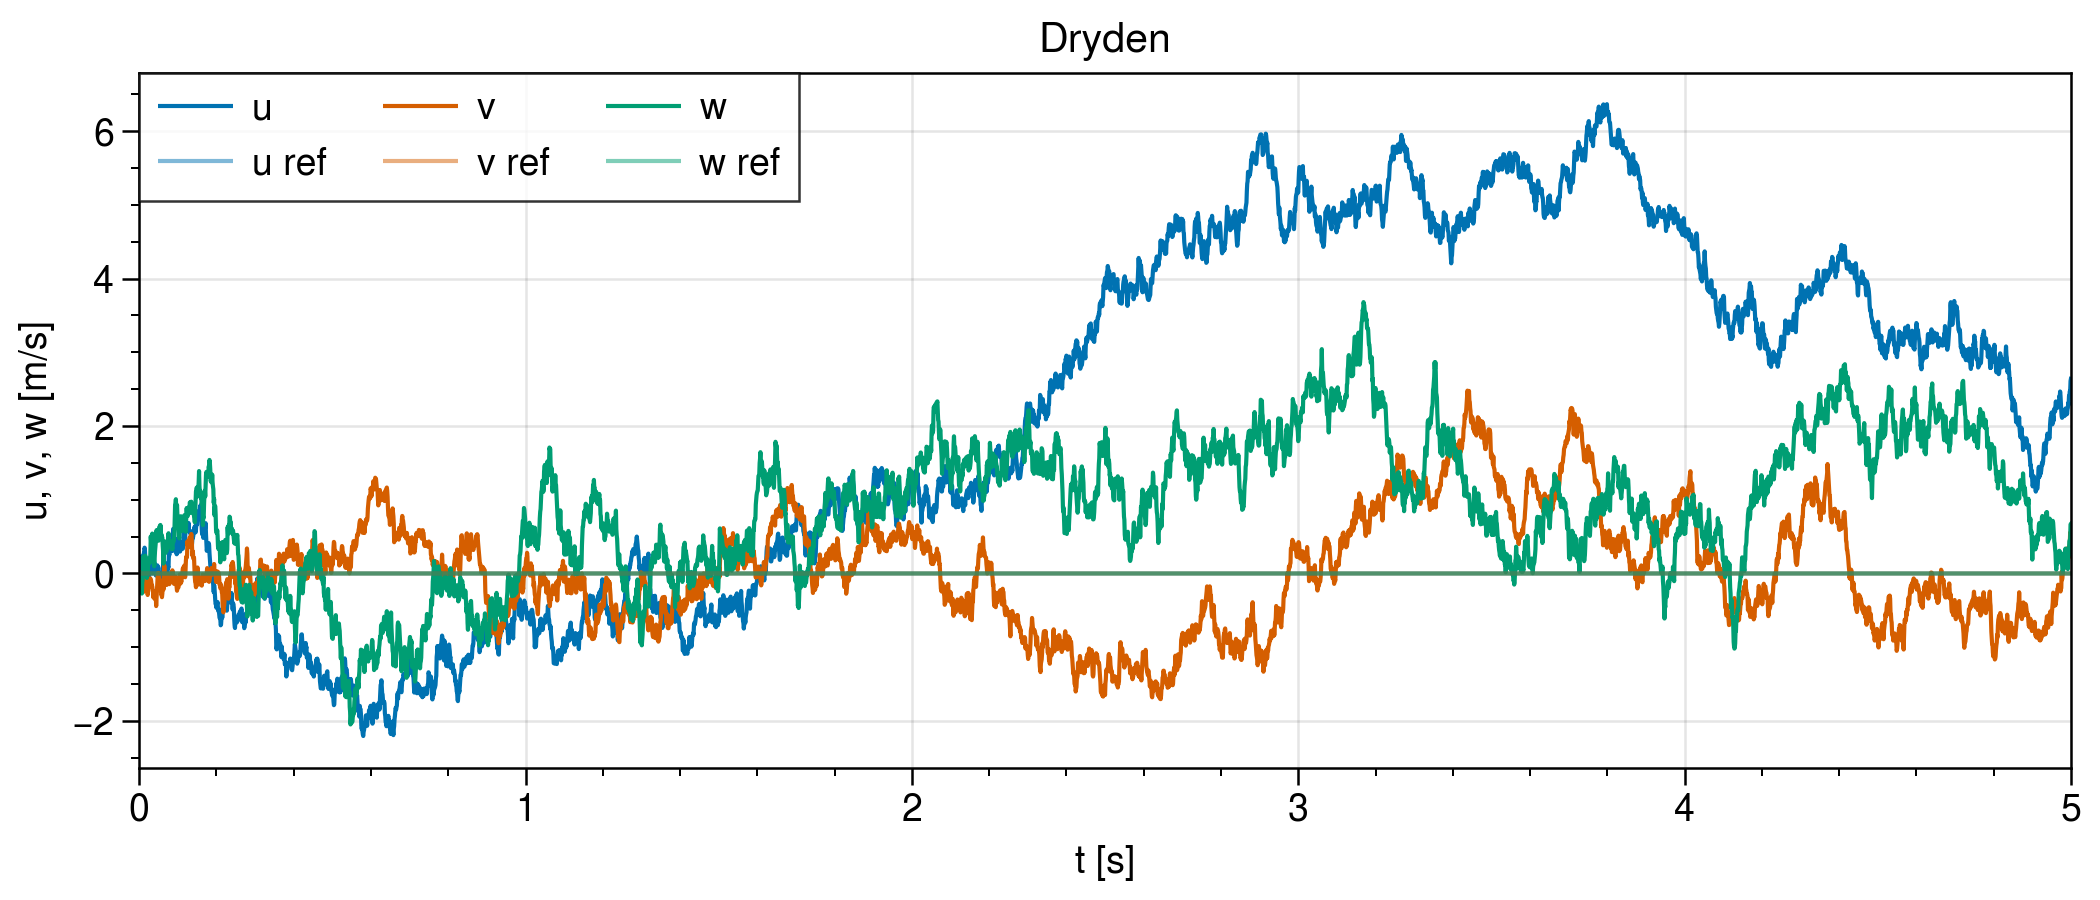 Dryden
u v w
u ref v ref w ref
6
4
2
0
−2
u, v, w [m/s]
0 1 2 3 4 5
t [s]